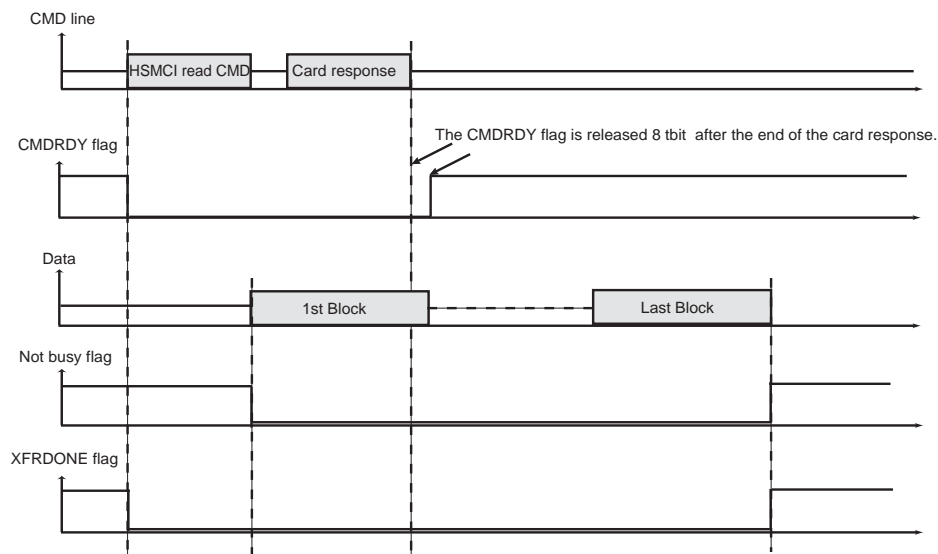 CMD line
HSMCI read CMD
Card response
The CMDRDY flag is released 8 tbit after the end of the card response.
CMDRDY flag
Data
1st Block
Last Block
Not busy flag
XFRDONE flag